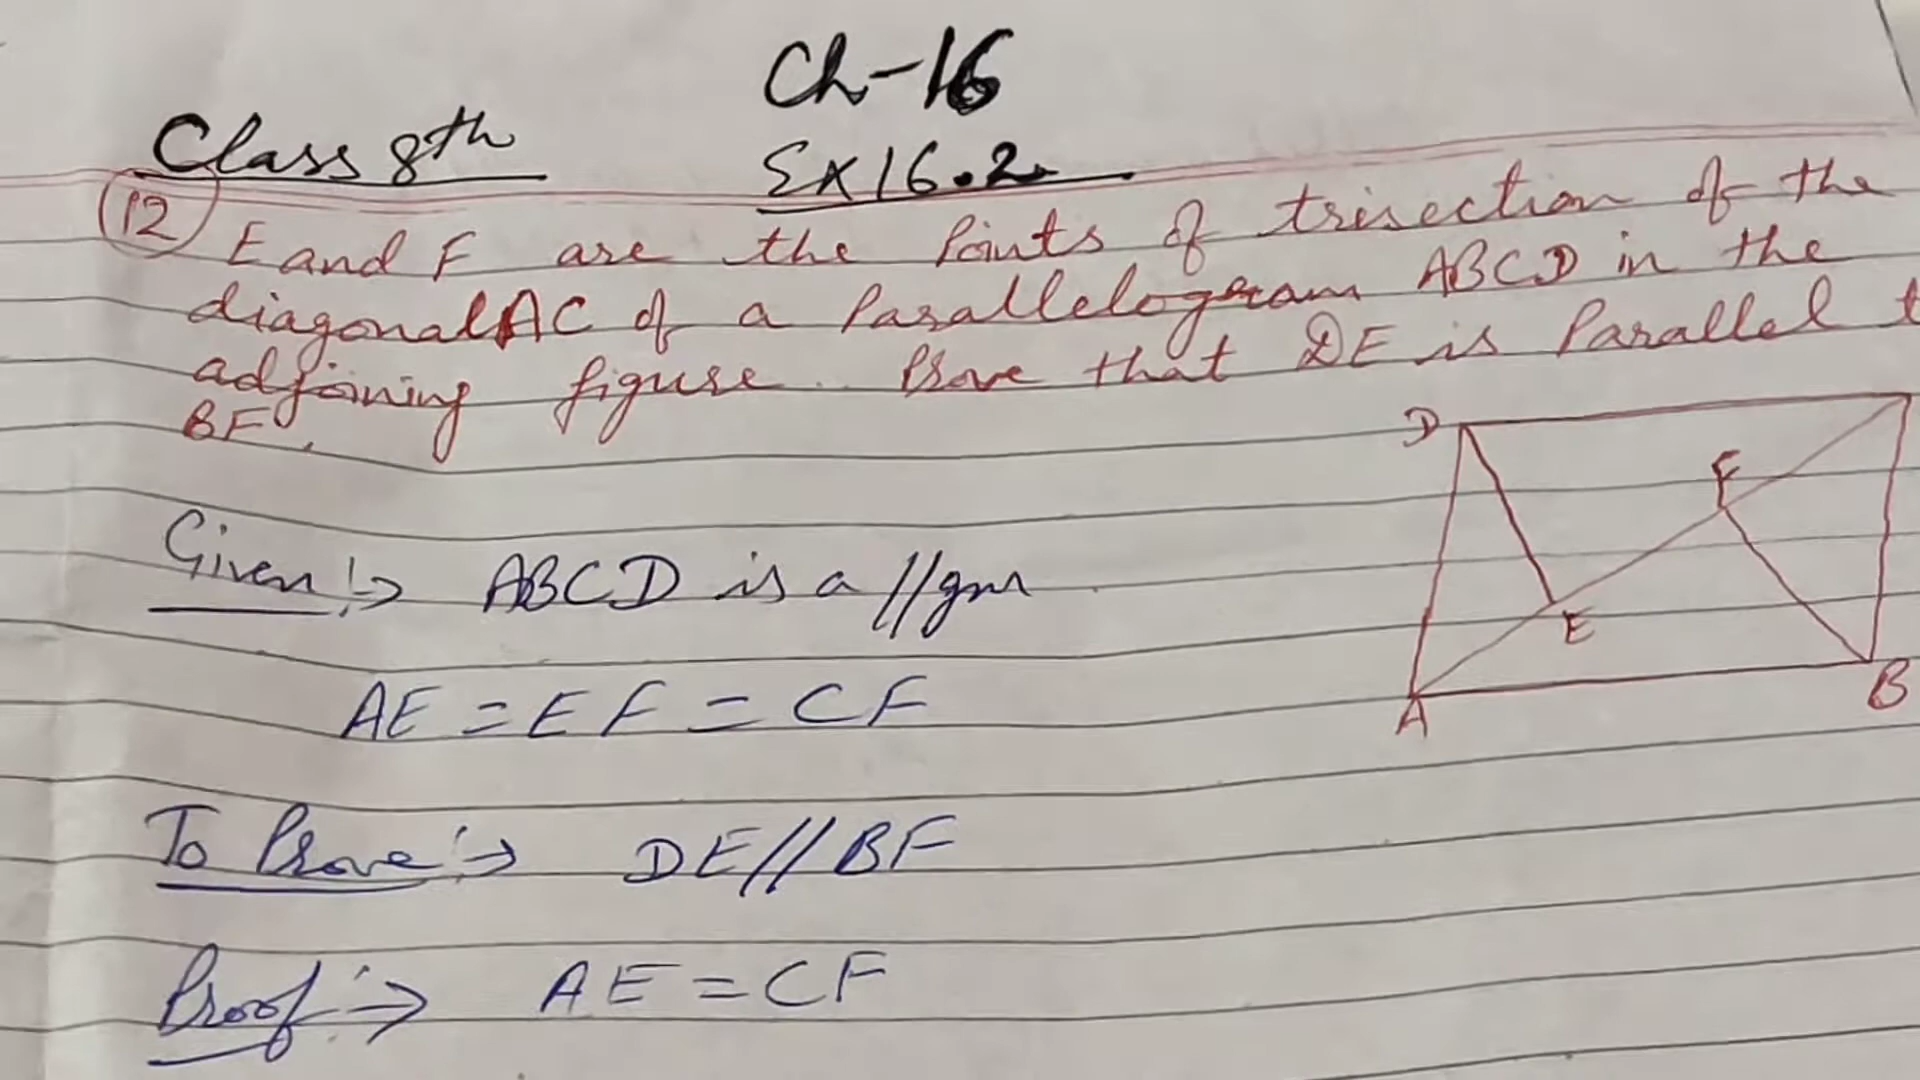 Ch-16
Class 8th
Ex 16.2
12 E and F are the Points of trisection of the
diagonal AC of a Parallelogram ABCD in the
adjoining figure. Prove that DE is Parallel t
BF.
D
F
E
A
B
Given :→ ABCD is a //gm
AE = EF = CF
To Prove :→ DE // BF
Proof :→ AE = CF